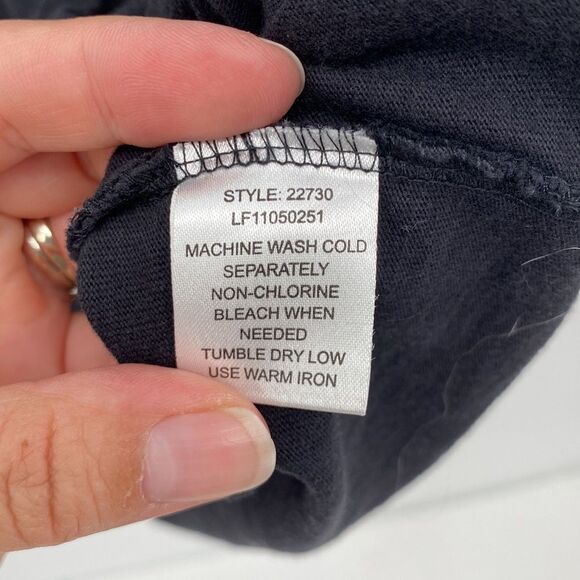 STYLE: 22730
LF11050251
MACHINE WASH COLD
SEPARATELY
NON-CHLORINE
BLEACH WHEN
NEEDED
TUMBLE DRY LOW
USE WARM IRON